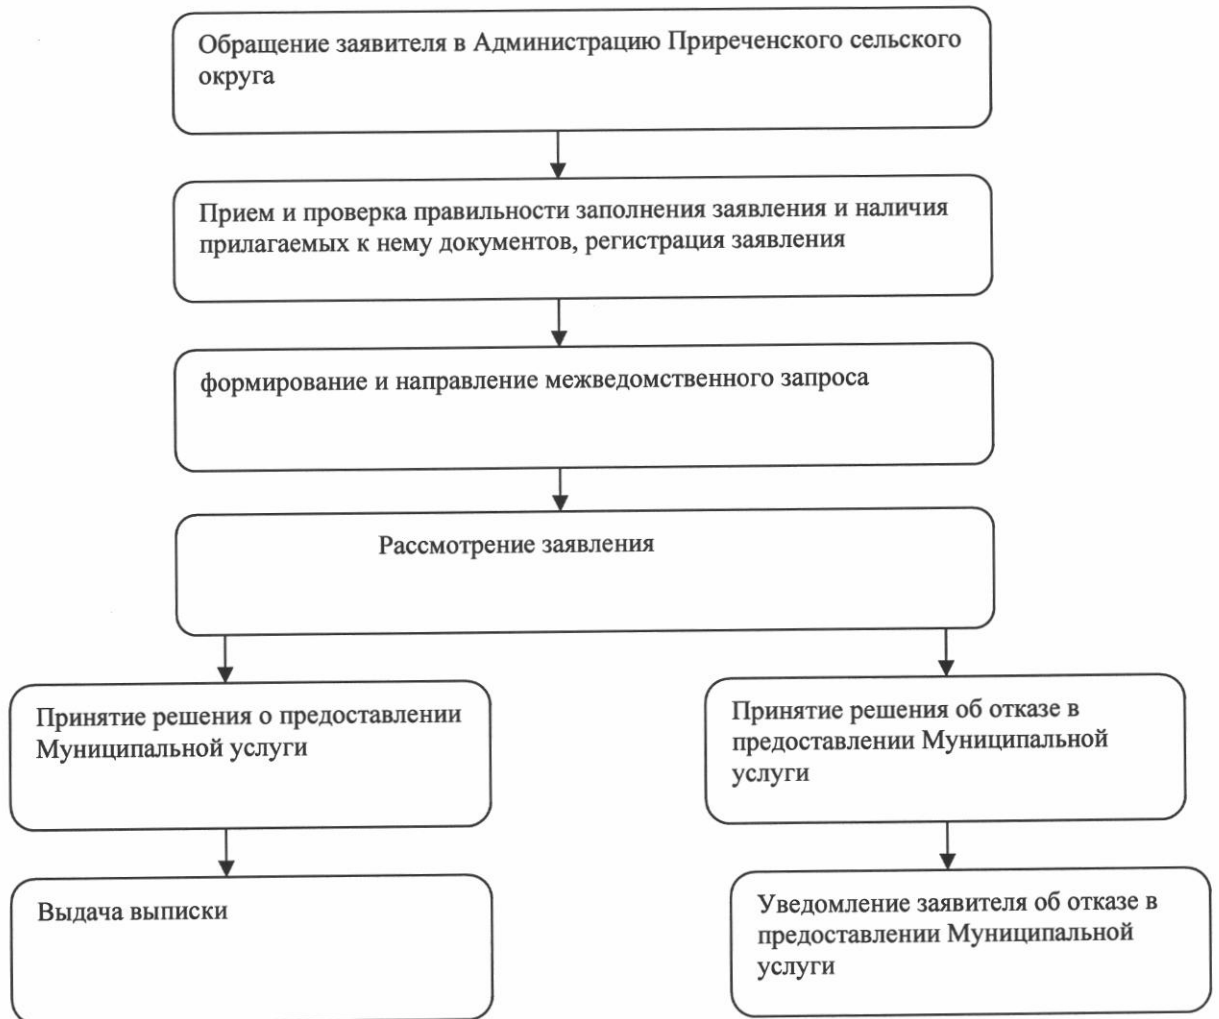 Обращение заявителя в Администрацию Приреченского сельского
округа
Прием и проверка правильности заполнения заявления и наличия
прилагаемых к нему документов, регистрация заявления
формирование и направление межведомственного запроса
Рассмотрение заявления
Принятие решения о предоставлении
Муниципальной услуги
Принятие решения об отказе в
предоставлении Муниципальной
услуги
Выдача выписки
Уведомление заявителя об отказе в
предоставлении Муниципальной
услуги